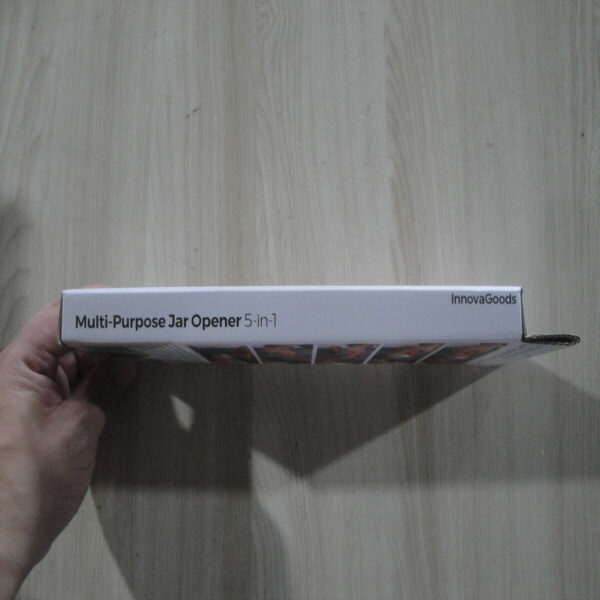 InnovaGoods
Multi-Purpose Jar Opener 5-in-1